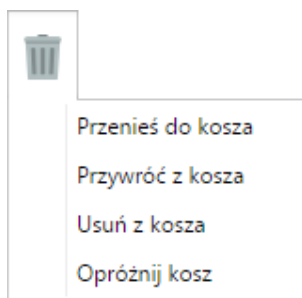 Przenieś do kosza
Przywróć z kosza
Usuń z kosza
Opróżnij kosz